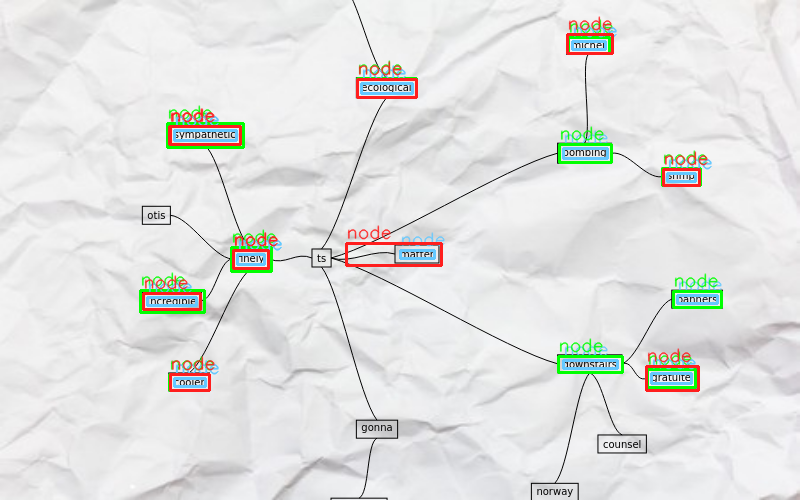 node
michel
node
ecological
node
sympathetic
node
bombing
node
otis
node
finely
ts
node
matter
node
incredible
node
banners
node
downstairs
node
gratuite
node
cooler
gonna
counsel
norway